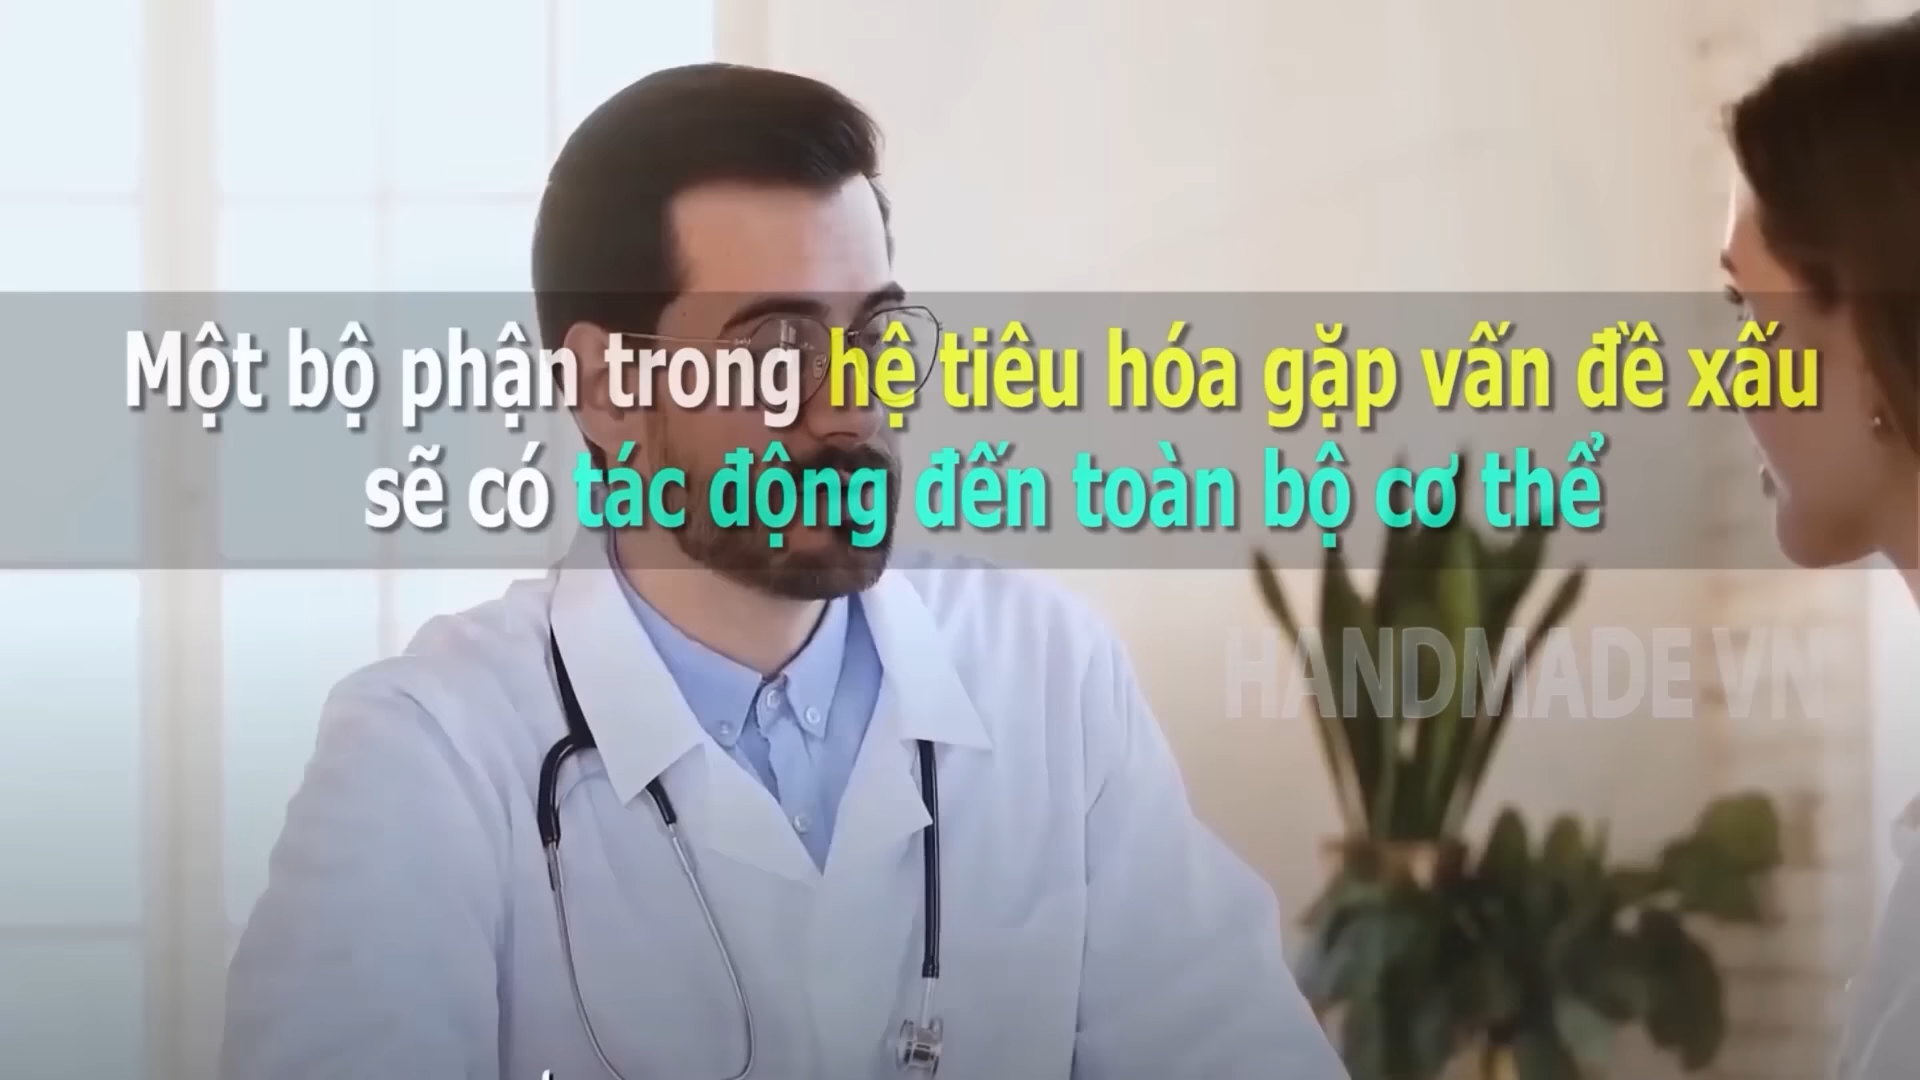 Một bộ phận trong hệ tiêu hóa gặp vấn đề xấu
sẽ có tác động đến toàn bộ cơ thể
HANDMADE VN